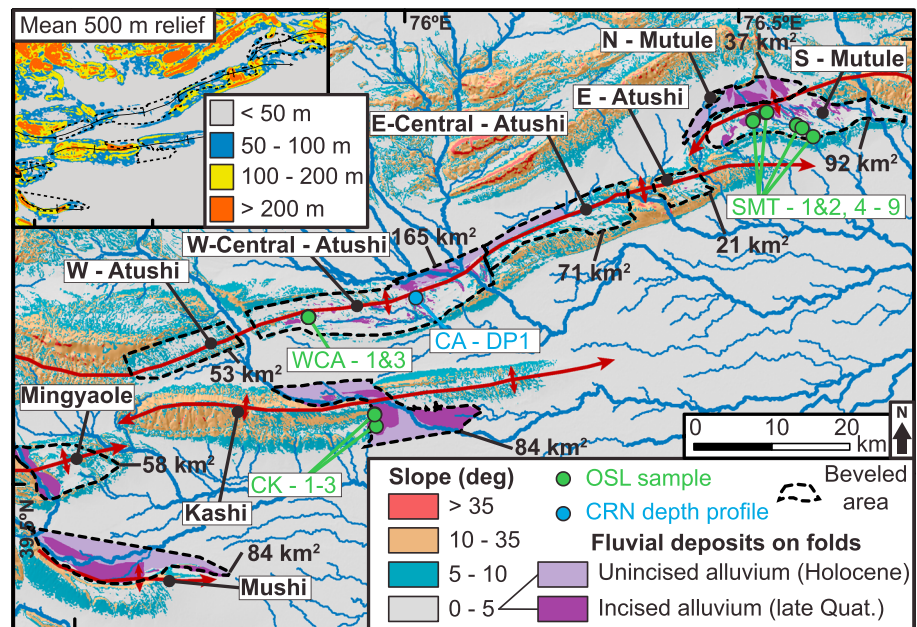 Mean 500 m relief
< 50 m
50 - 100 m
100 - 200 m
> 200 m
76°E
76.5°E
N - Mutule
37 km²
S - Mutule
E - Atushi
E-Central - Atushi
92 km²
SMT - 1&2, 4 - 9
W-Central - Atushi
165 km²
21 km²
71 km²
W - Atushi
CA - DP1
WCA - 1&3
53 km²
Mingyaole
N
0 10 20
km
84 km²
58 km²
CK - 1-3
Kashi
39.5°N
84 km²
Mushi
Slope (deg)
> 35
10 - 35
5 - 10
0 - 5
OSL sample
CRN depth profile
Beveled
area
Fluvial deposits on folds
Unincised alluvium (Holocene)
Incised alluvium (late Quat.)